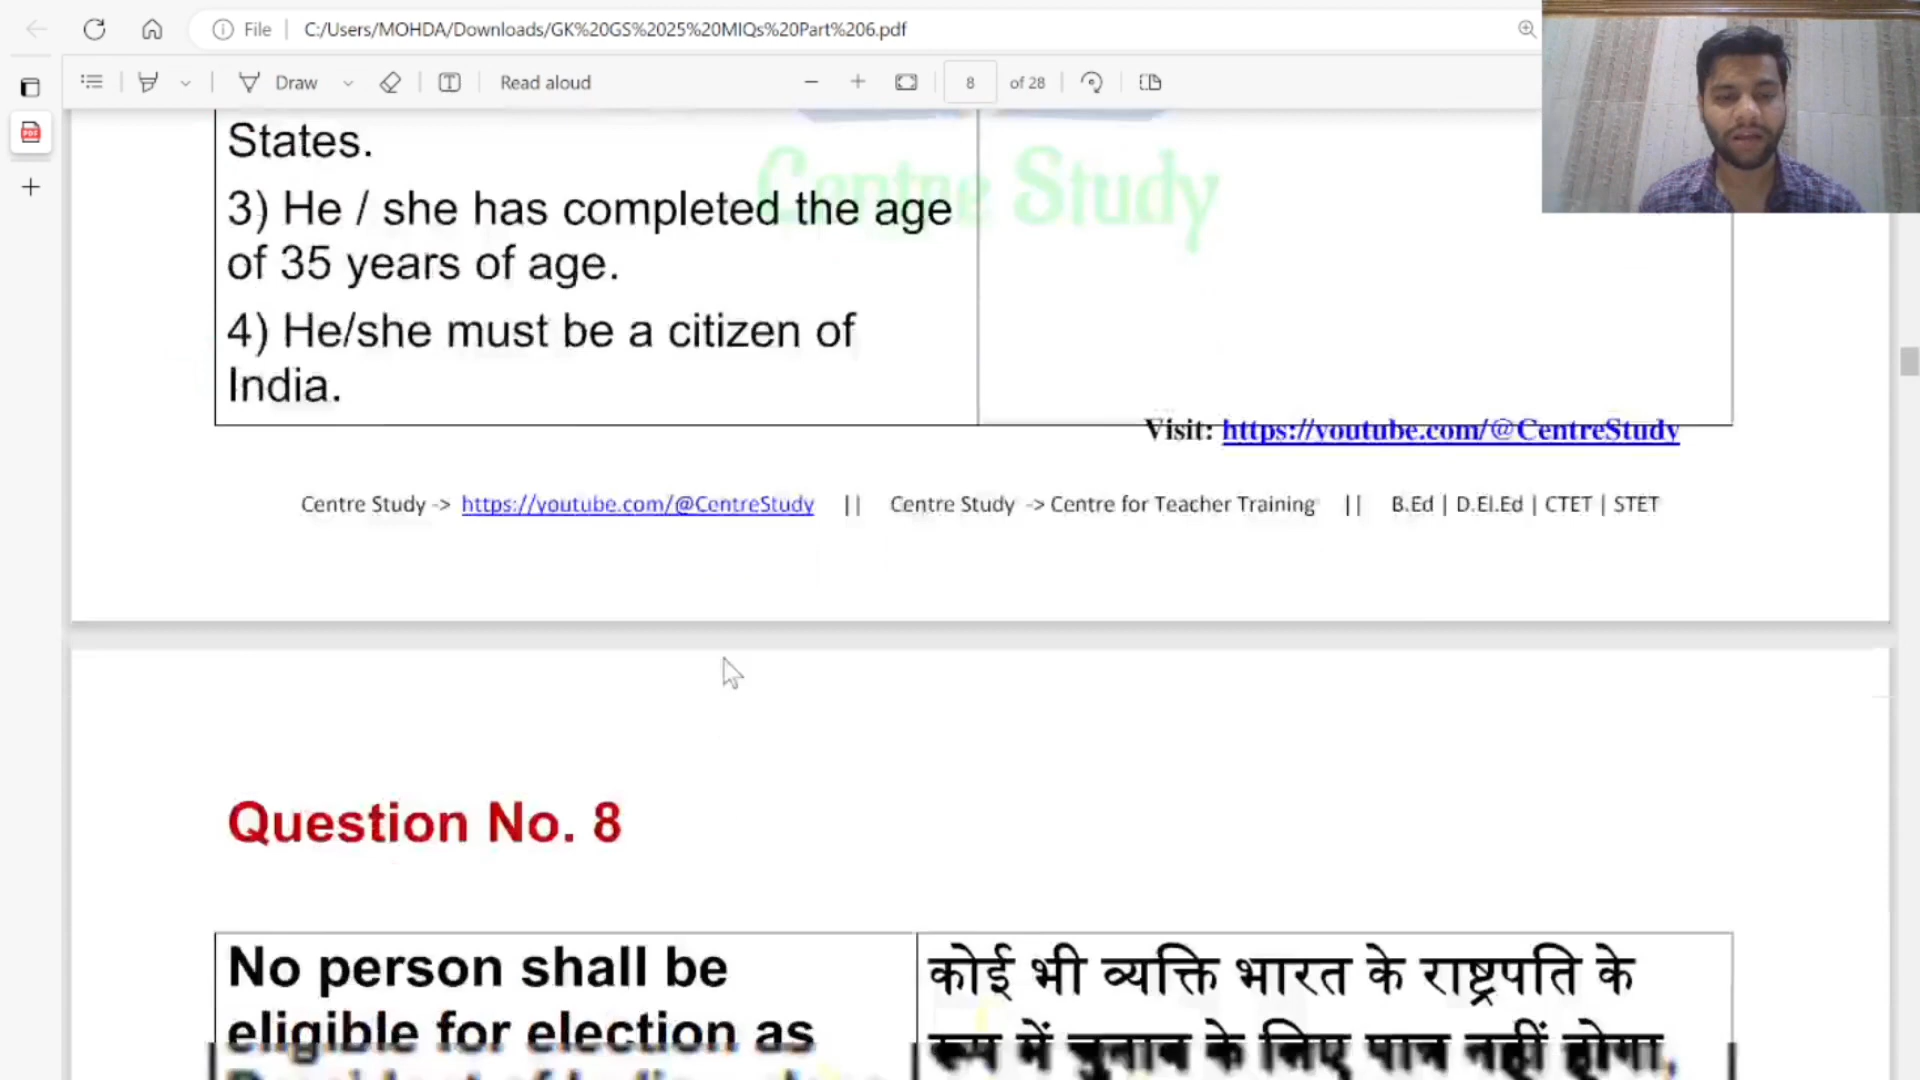 File
C:/Users/MOHDA/Downloads/GK%20GS%2025%20MIQs%20Part%206.pdf
Draw
Read aloud
8 of 28
Centre Study
States.
3) He / she has completed the age
of 35 years of age.
4) He/she must be a citizen of
India.
Visit: https://youtube.com/@CentreStudy
Centre Study -> https://youtube.com/@CentreStudy || Centre Study -> Centre for Teacher Training || B.Ed | D.El.Ed | CTET | STET
Question No. 8
No person shall be
eligible for election as
कोई भी व्यक्ति भारत के राष्ट्रपति के
रूप में चुनाव के लिए पात्र नहीं होगा,